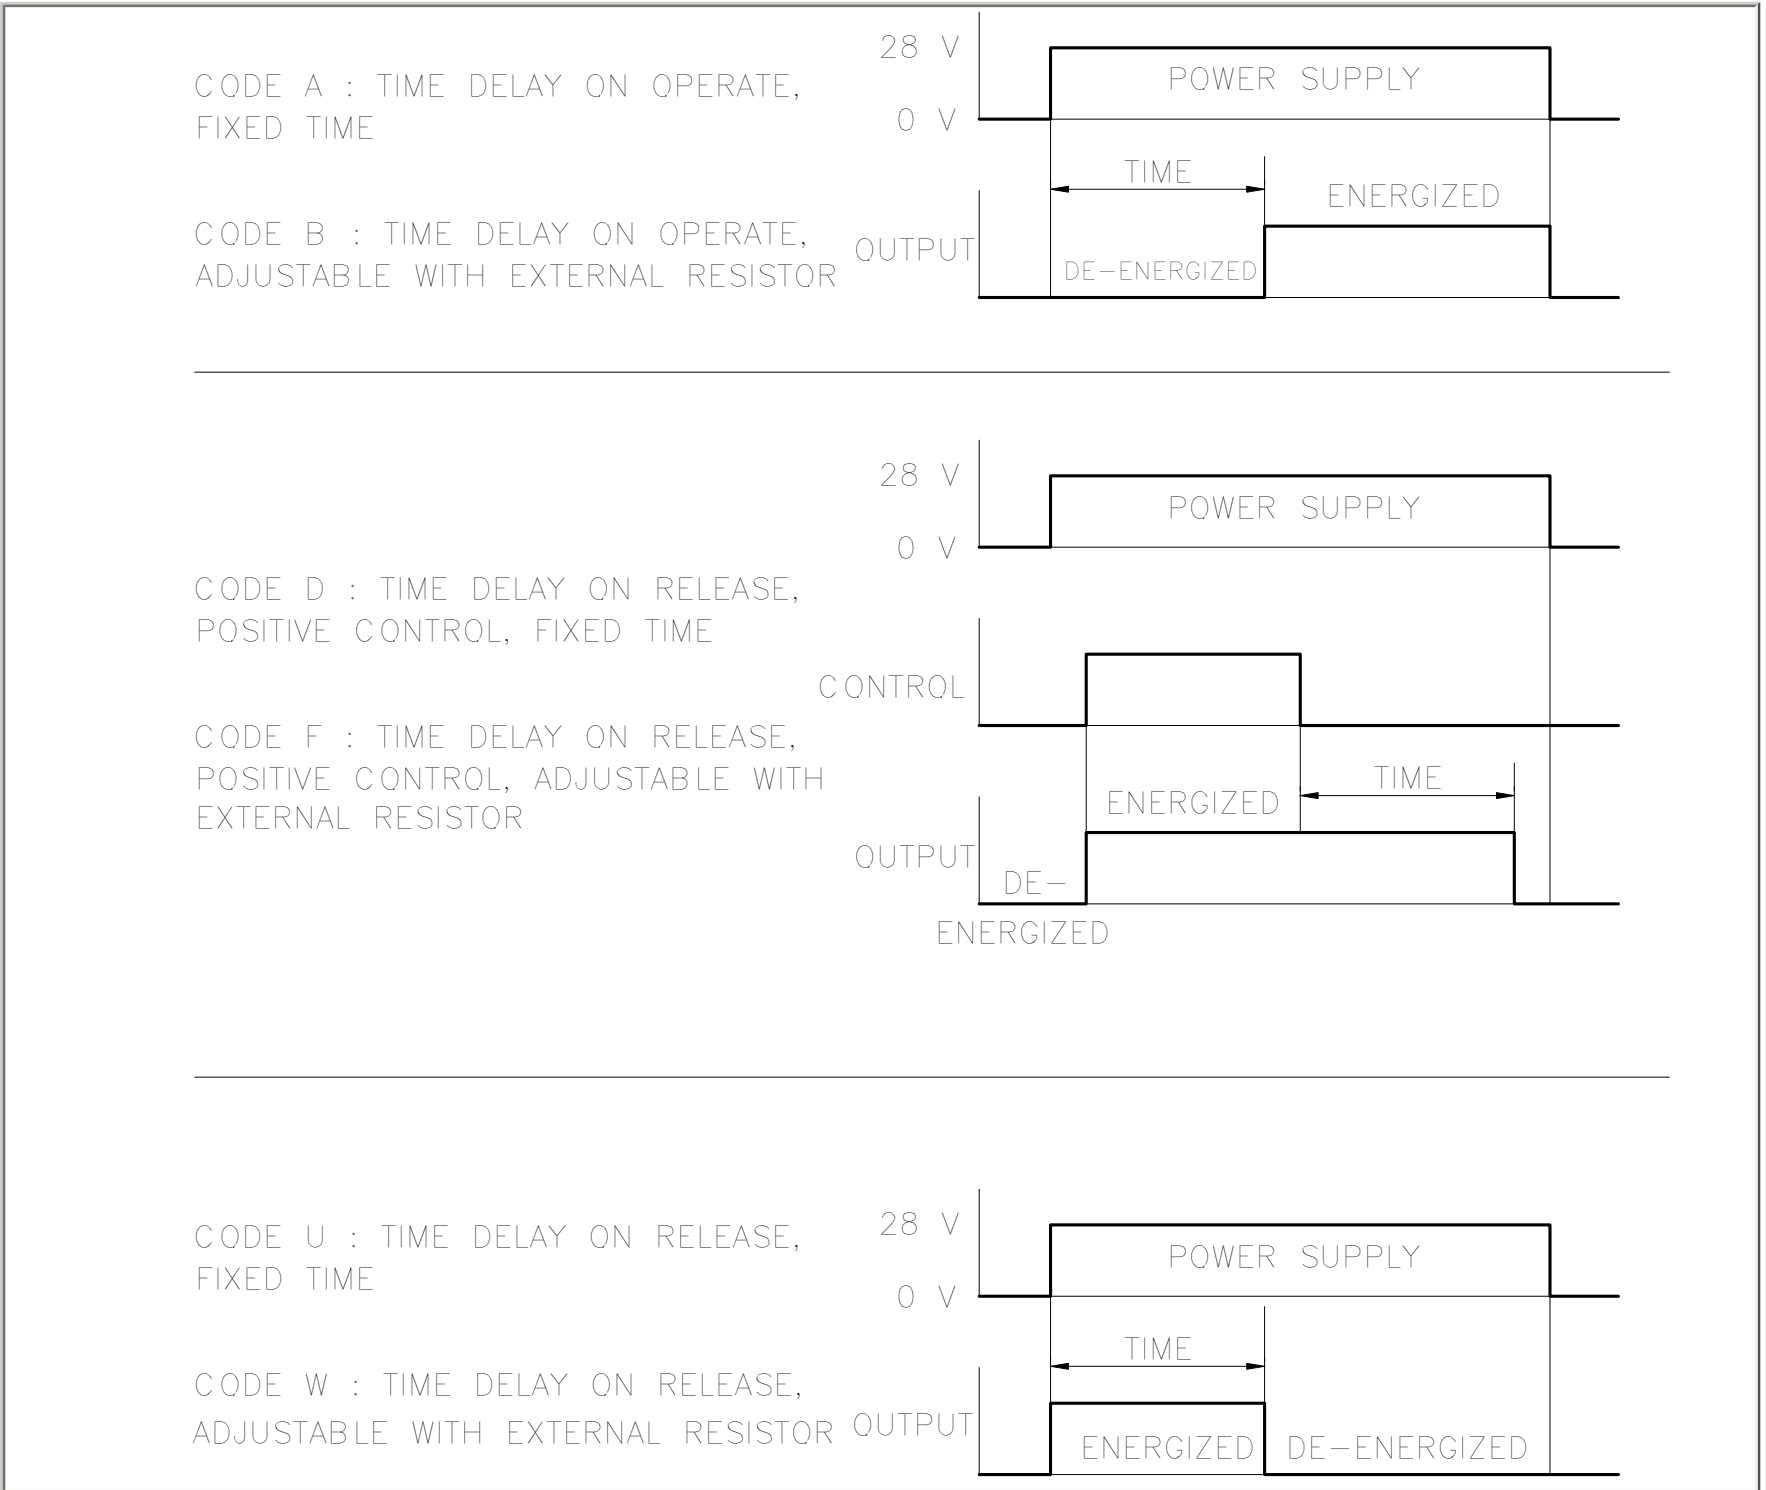 CODE A : TIME DELAY ON OPERATE,
FIXED TIME
CODE B : TIME DELAY ON OPERATE,
ADJUSTABLE WITH EXTERNAL RESISTOR
28 V
POWER SUPPLY
0 V
TIME
ENERGIZED
OUTPUT
DE-ENERGIZED
CODE D : TIME DELAY ON RELEASE,
POSITIVE CONTROL, FIXED TIME
CODE F : TIME DELAY ON RELEASE,
POSITIVE CONTROL, ADJUSTABLE WITH
EXTERNAL RESISTOR
28 V
POWER SUPPLY
0 V
CONTROL
TIME
ENERGIZED
OUTPUT
DE-
ENERGIZED
CODE U : TIME DELAY ON RELEASE,
FIXED TIME
CODE W : TIME DELAY ON RELEASE,
ADJUSTABLE WITH EXTERNAL RESISTOR
28 V
POWER SUPPLY
0 V
TIME
OUTPUT
ENERGIZED
DE-ENERGIZED